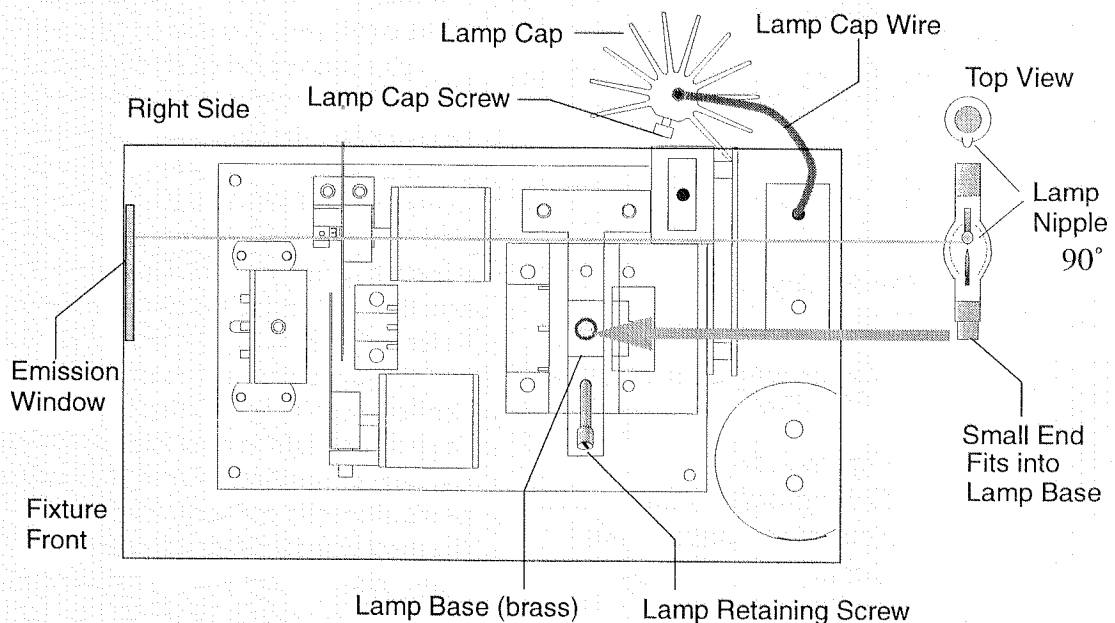 Lamp Cap
Lamp Cap Wire
Top View
Lamp Cap Screw
Right Side
Lamp
Nipple
90°
Emission
Window
Small End
Fits into
Lamp Base
Fixture
Front
Lamp Base (brass)
Lamp Retaining Screw